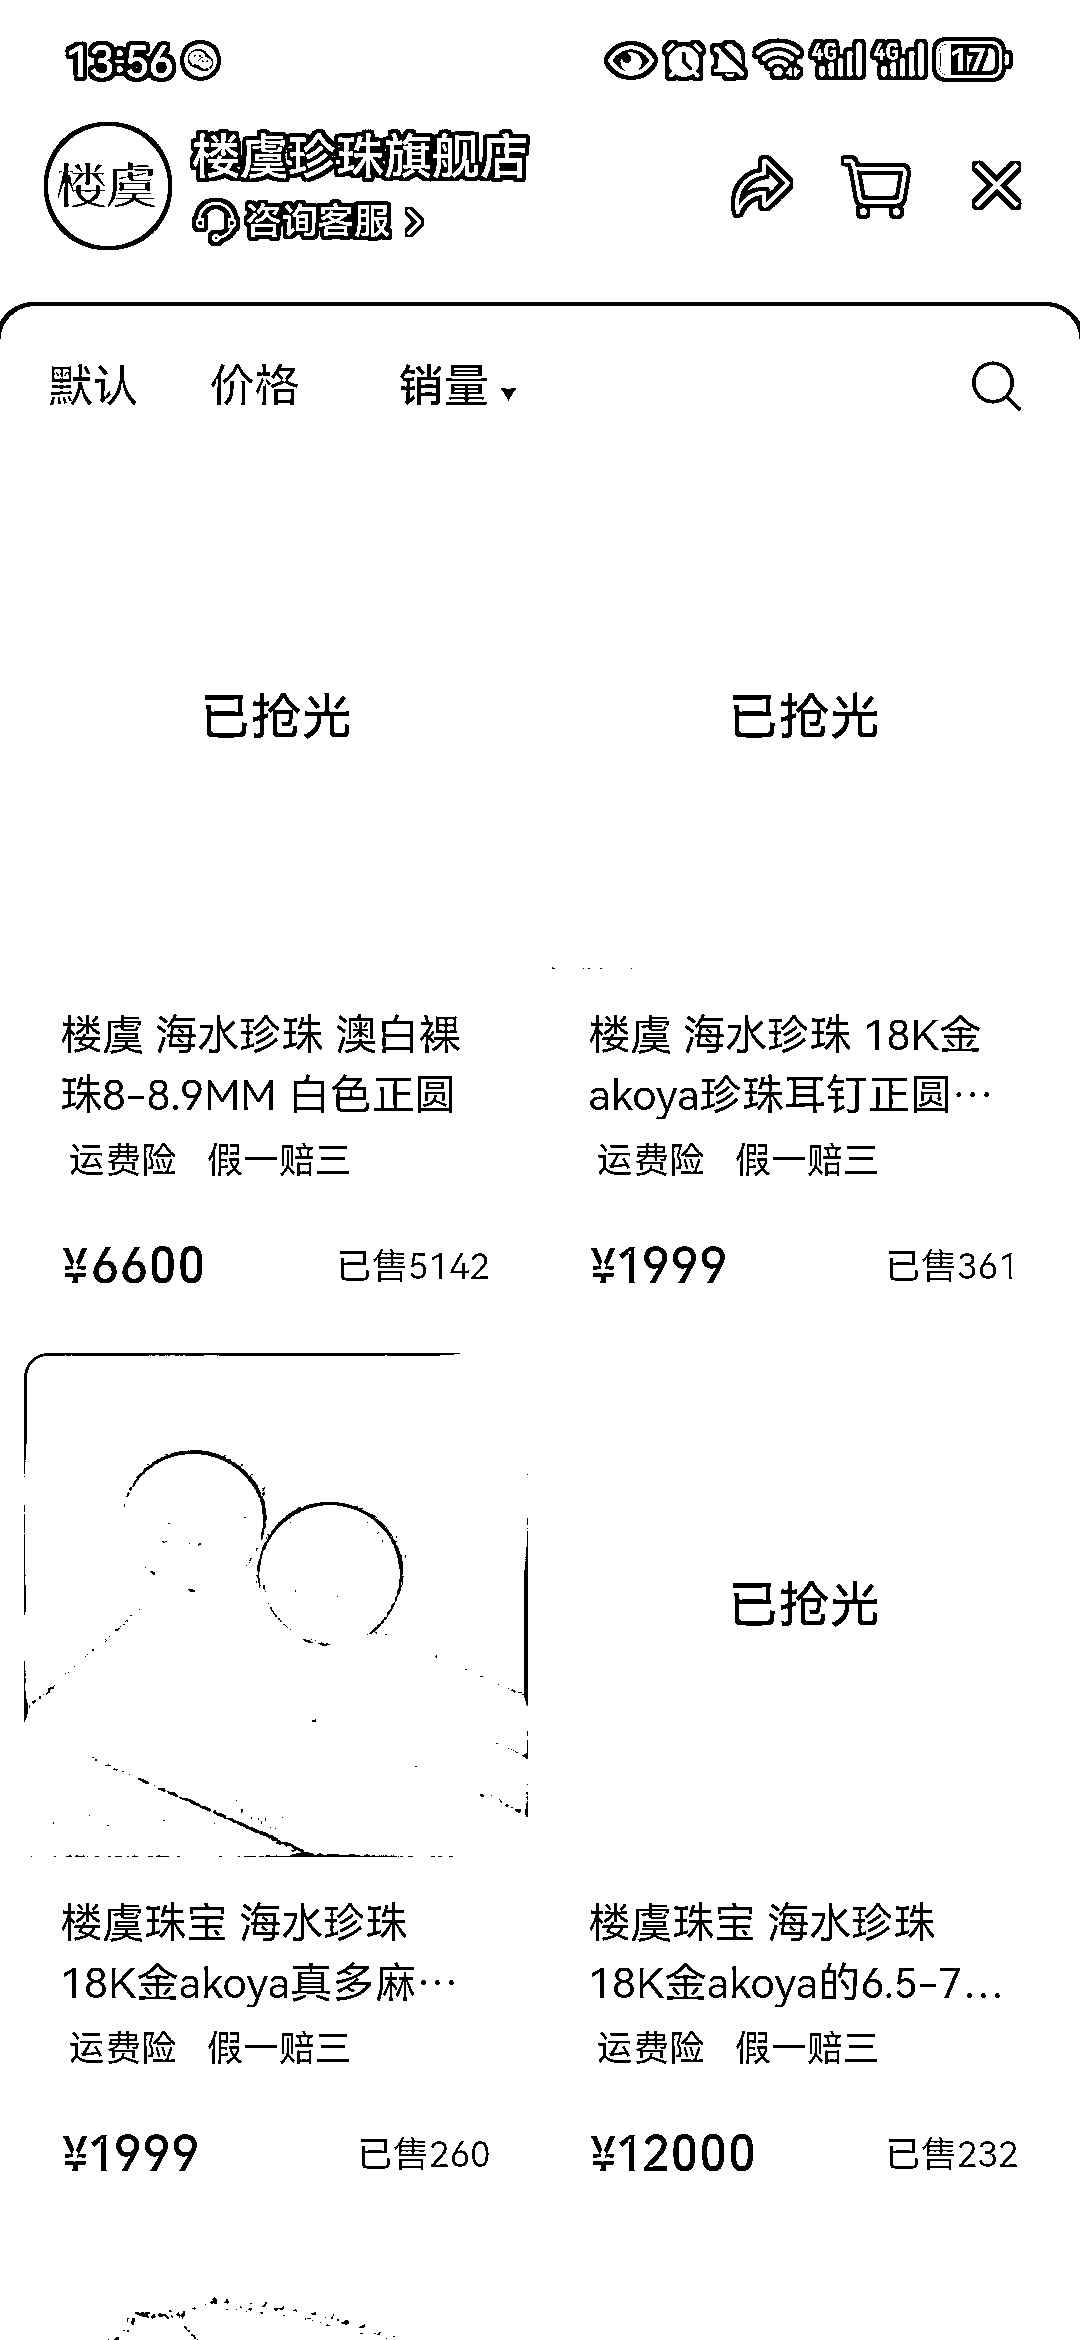 13:56
4G 4G 17
楼虞
楼虞珍珠旗舰店
咨询客服
默认 价格 销量
已抢光 已抢光
楼虞 海水珍珠 澳白裸
珠8-8.9MM 白色正圆
运费险 假一赔三
¥6600 已售5142
楼虞 海水珍珠 18K金
akoya珍珠耳钉正圆…
运费险 假一赔三
¥1999 已售361
已抢光
楼虞珠宝 海水珍珠
18K金akoya真多麻…
运费险 假一赔三
¥1999 已售260
楼虞珠宝 海水珍珠
18K金akoya的6.5-7...
运费险 假一赔三
¥12000 已售232